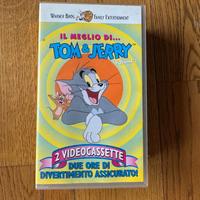 WARNER BROS. FAMILY ENTERTAINMENT
IL MEGLIO DI...
TOM & JERRY
2 VIDEOCASSETTE
DUE ORE DI
DIVERTIMENTO ASSICURATO!